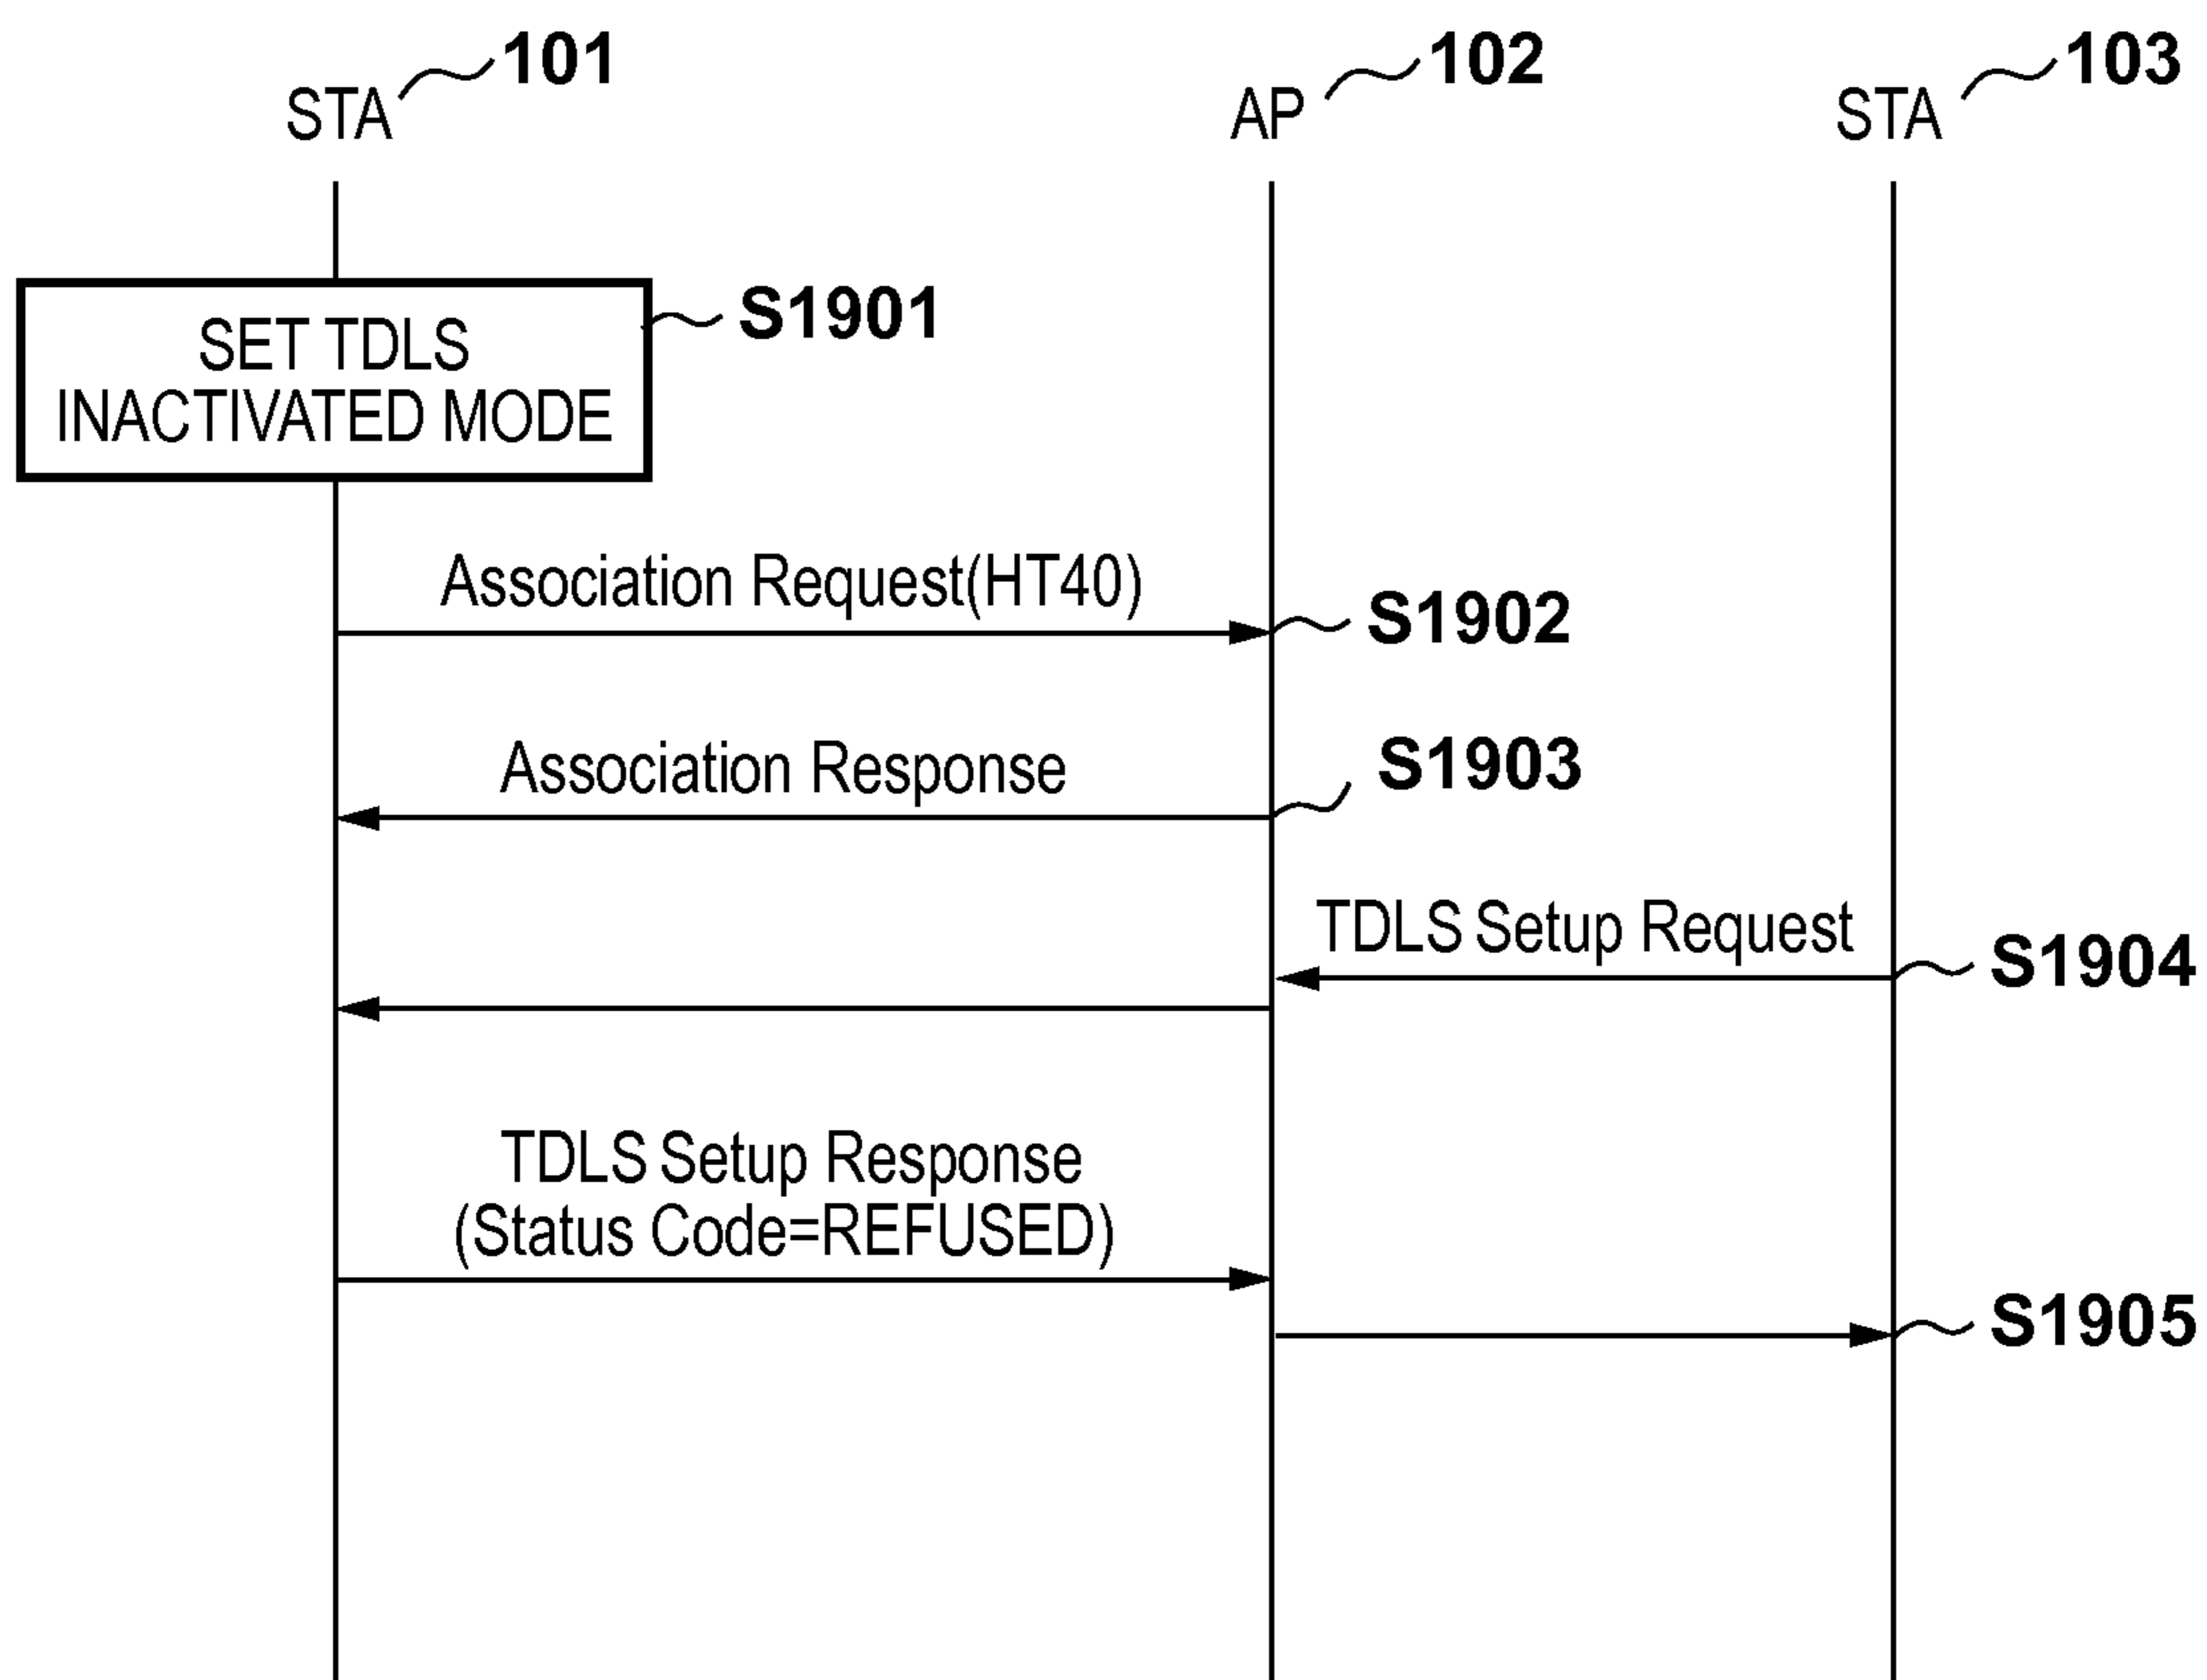 101
102
103
STA
AP
STA
S1901
SET TDLS
INACTIVATED MODE
Association Request(HT40)
S1902
Association Response
S1903
TDLS Setup Request
S1904
TDLS Setup Response
(Status Code=REFUSED)
S1905